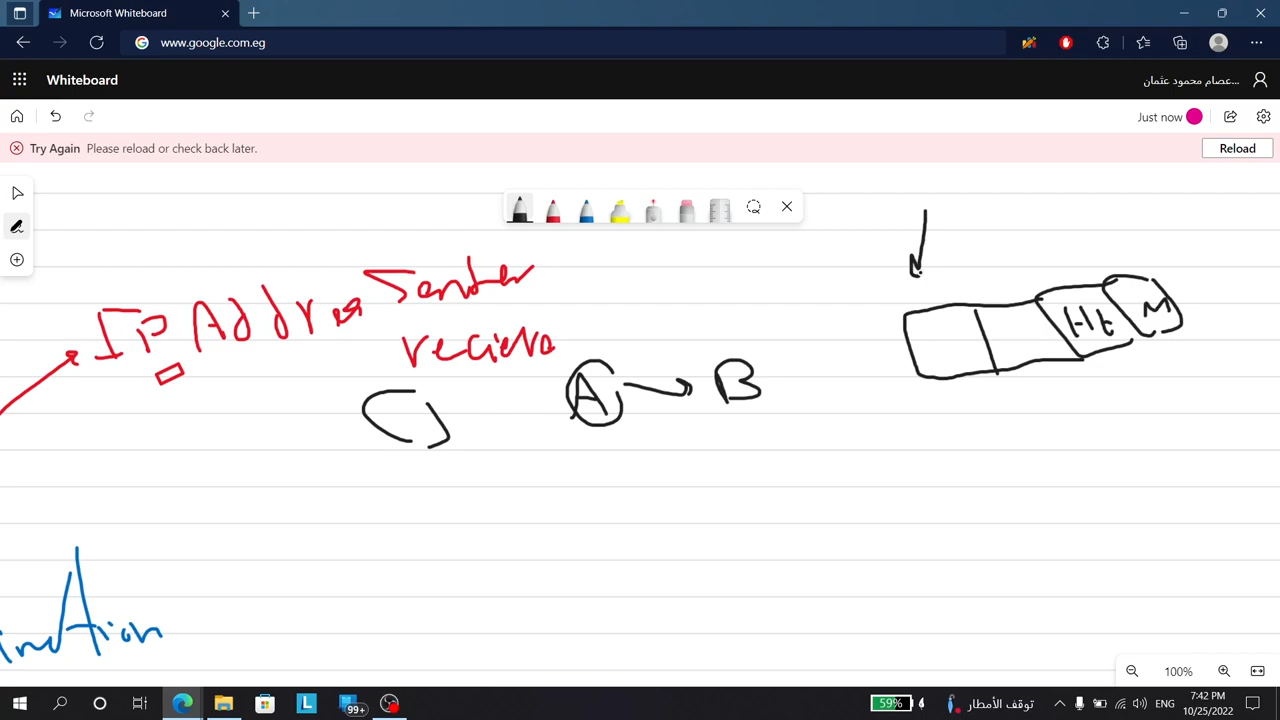 Microsoft Whiteboard
www.google.com.eg
Whiteboard
عصام محمود عثمان...
Just now
Try Again Please reload or check back later.
Reload
IP Address
Sender
reciever
A B
Ht M
100%
99+
59%
توقف الأمطار
ENG
7:42 PM
10/25/2022